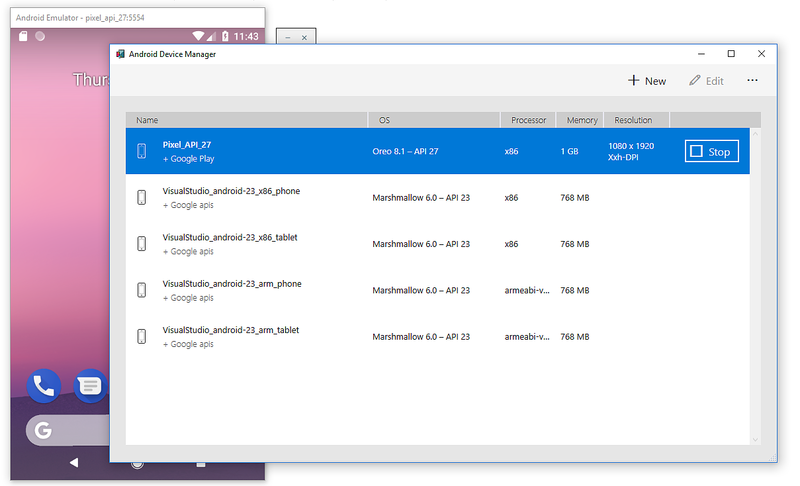 Android Emulator - pixel_api_27:5554
11:43
Android Device Manager
New
Edit
Name OS Processor Memory Resolution
Pixel_API_27
+ Google Play
Oreo 8.1 – API 27 x86 1 GB
1080 x 1920
Xxh-DPI
Stop
VisualStudio_android-23_x86_phone
+ Google apis
Marshmallow 6.0 – API 23 x86 768 MB
VisualStudio_android-23_x86_tablet
+ Google apis
Marshmallow 6.0 – API 23 x86 768 MB
VisualStudio_android-23_arm_phone
+ Google apis
Marshmallow 6.0 – API 23 armeabi-v... 768 MB
VisualStudio_android-23_arm_tablet
+ Google apis
Marshmallow 6.0 – API 23 armeabi-v... 768 MB
Thurs
G